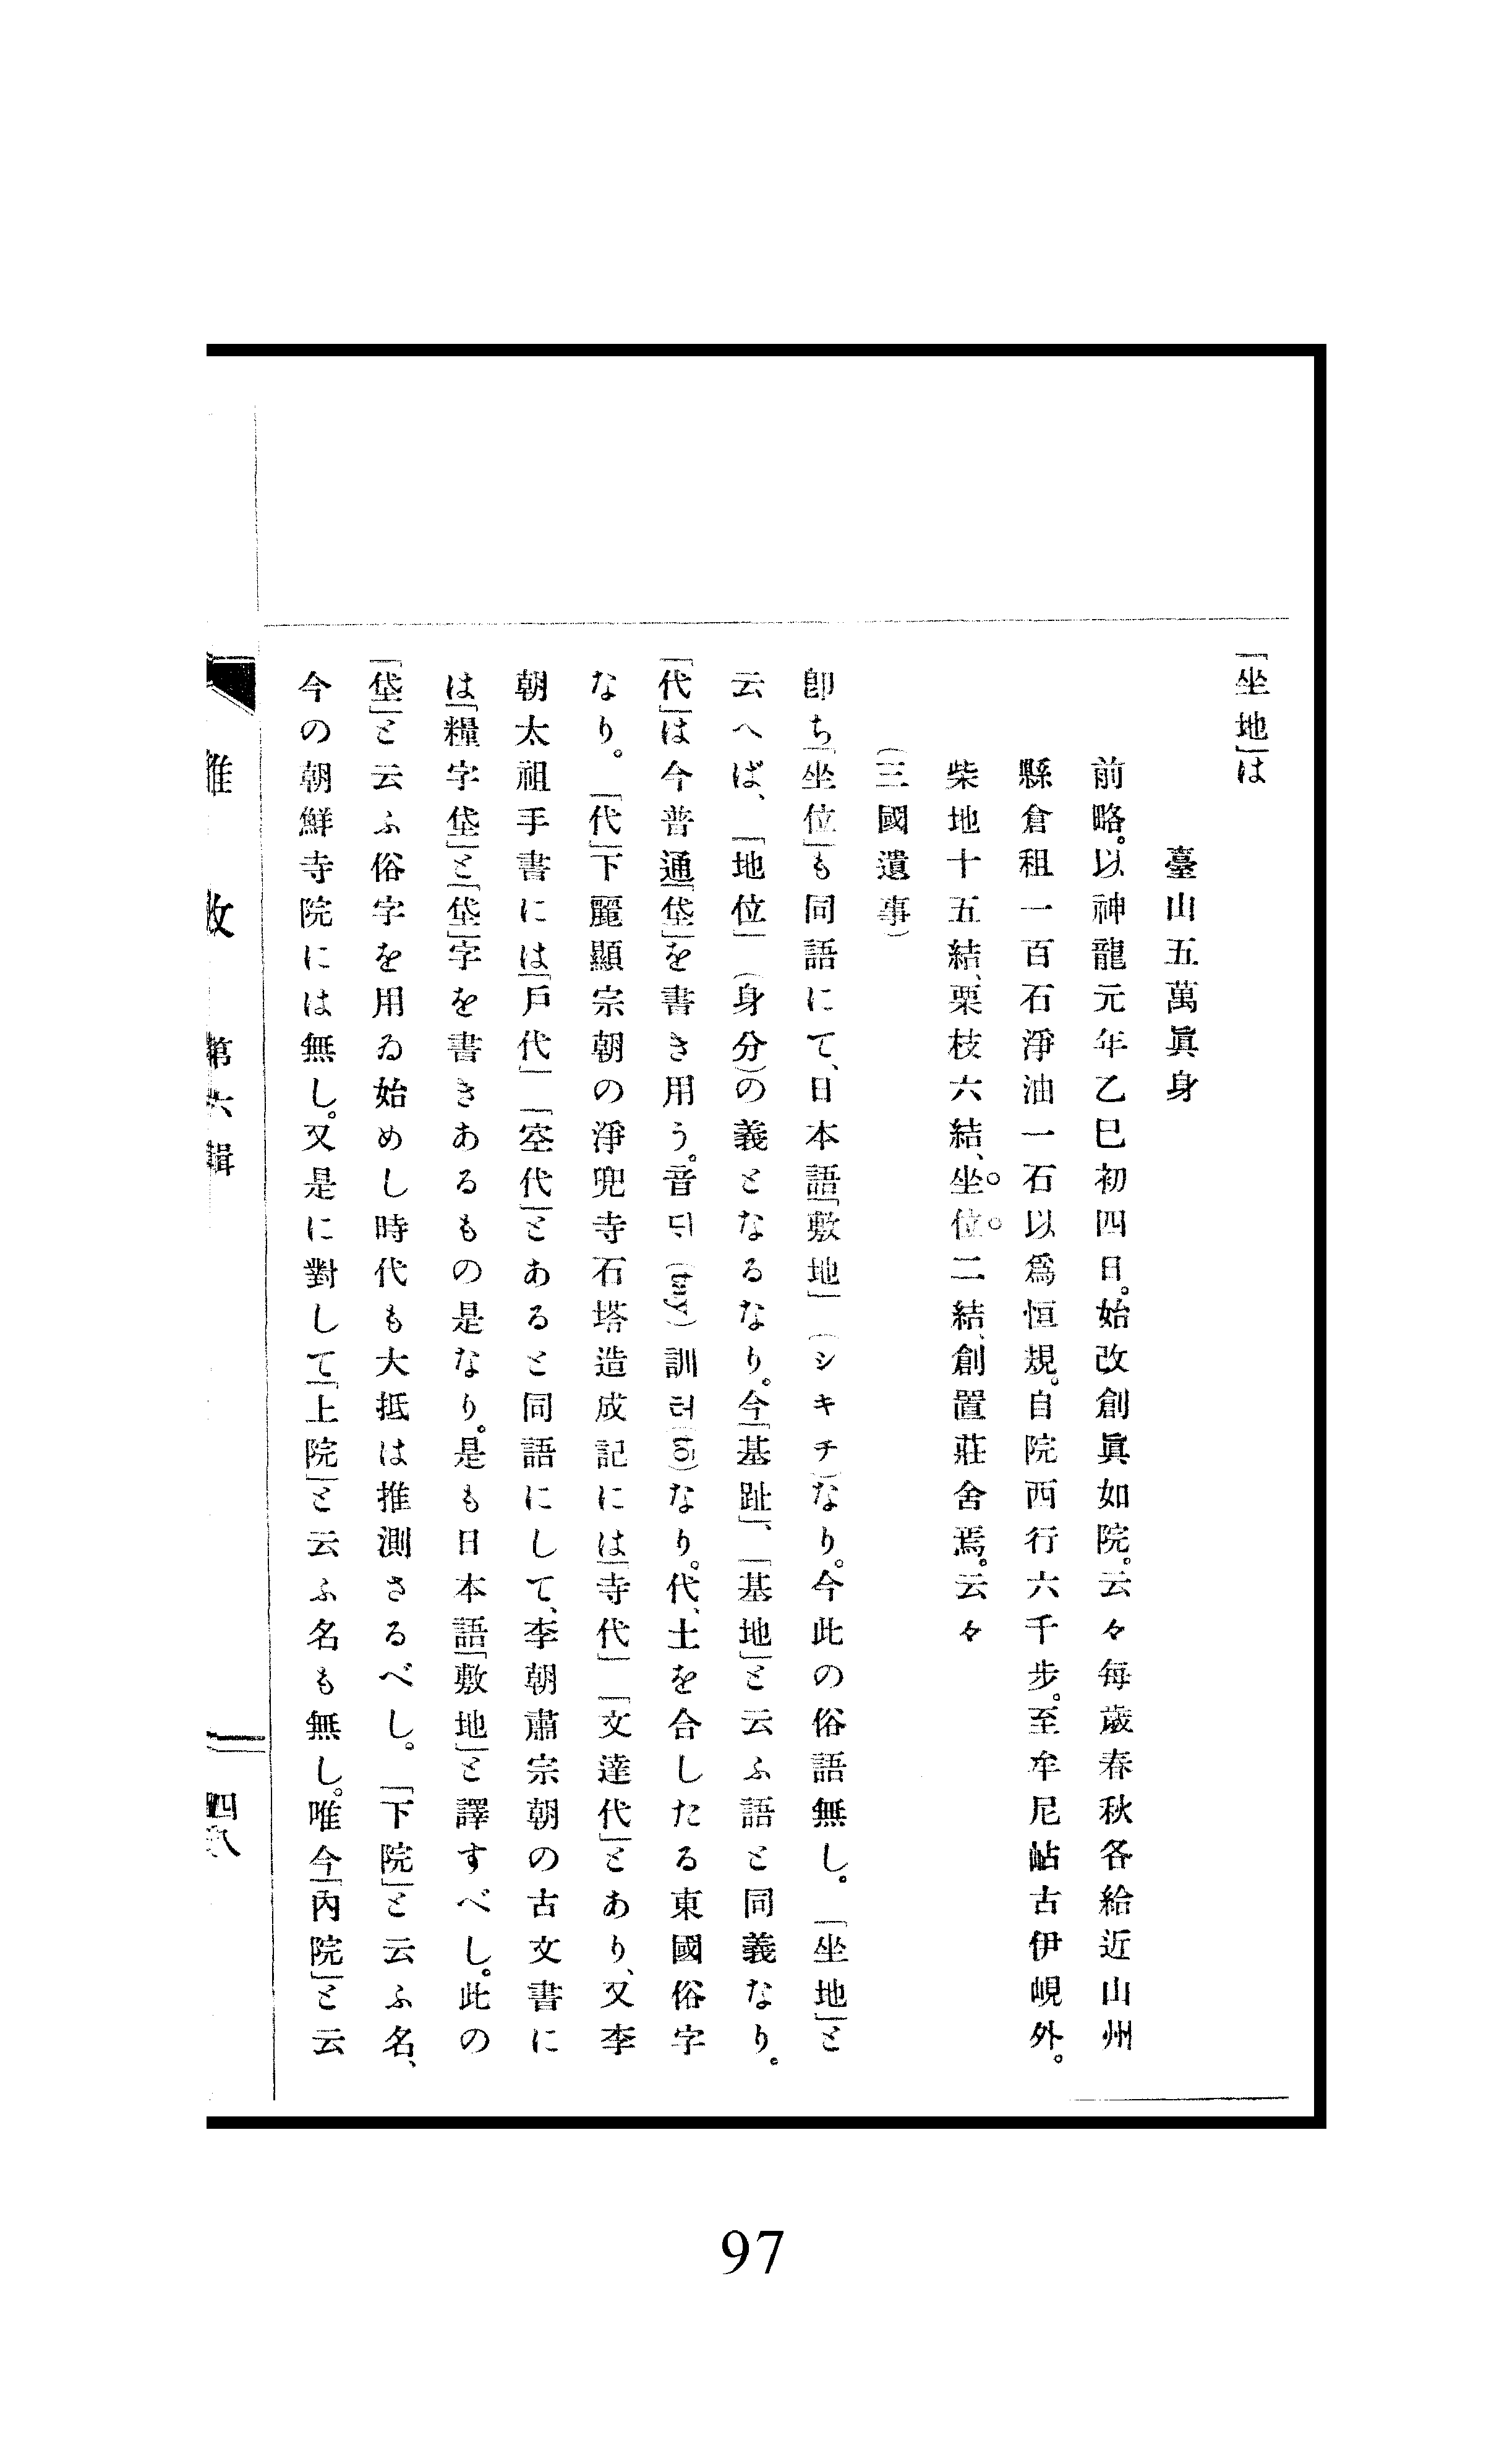 「坐地」は
臺山五萬眞身
前略。以神龍元年乙巳初四日。始改創眞如院。云々每歲春秋各給近山州
縣倉租一百石淨油一石以爲恒規。自院西行六千步。至牟尼岾古伊峴外。
柴地十五結、栗枝六結、坐位二結、創置莊舍焉。云々
(三國遺事)
卽ち「坐位」も同語にて、日本語「敷地」(シキチ)なり。今此の俗語無し。「坐地」と
云へば、「地位」(身分)の義となるなり。今「基趾」、「基地」と云ふ語と同義なり。
「代」は今普通「垈」を書き用う。音 듸 (tuy) 訓 터 (tö) なり。代、土を合したる東國俗字
なり。「代」下麗顯宗朝の淨兜寺石塔造成記には「寺代」「文達代」とあり、又李
朝太祖手書には「戶代」「空代」とあると同語にして、李朝肅宗朝の古文書に
は「糧字垈」と「垈」字を書きあるもの是なり。是も日本語「敷地」と譯すべし。此の
「垈」と云ふ俗字を用ゐ始めし時代も大抵は推測さるべし。「下院」と云ふ名、
今の朝鮮寺院には無し。又是に對して「上院」と云ふ名も無し。唯今「內院」と云
雅攷 第六輯
四八
97